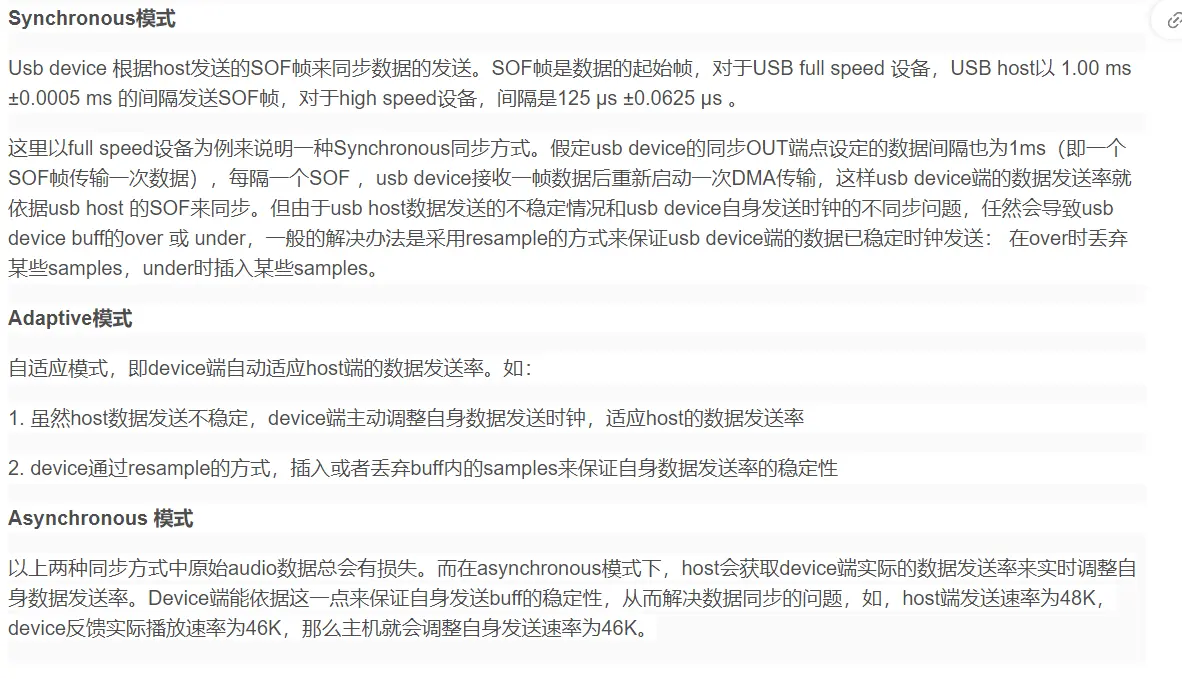 Synchronous模式
Usb device 根据host发送的SOF帧来同步数据的发送。SOF帧是数据的起始帧，对于USB full speed 设备，USB host以 1.00 ms
±0.0005 ms 的间隔发送SOF帧，对于high speed设备，间隔是125 μs ±0.0625 μs 。
这里以full speed设备为例来说明一种Synchronous同步方式。假定usb device的同步OUT端点设定的数据间隔也为1ms（即一个
SOF帧传输一次数据），每隔一个SOF ，usb device接收一帧数据后重新启动一次DMA传输，这样usb device端的数据发送率就
依据usb host 的SOF来同步。但由于usb host数据发送的不稳定情况和usb device自身发送时钟的不同步问题，任然会导致usb
device buff的over 或 under，一般的解决办法是采用resample的方式来保证usb device端的数据已稳定时钟发送： 在over时丢弃
某些samples，under时插入某些samples。
Adaptive模式
自适应模式，即device端自动适应host端的数据发送率。如：
1. 虽然host数据发送不稳定，device端主动调整自身数据发送时钟，适应host的数据发送率
2. device通过resample的方式，插入或者丢弃buff内的samples来保证自身数据发送率的稳定性
Asynchronous 模式
以上两种同步方式中原始audio数据总会有损失。而在asynchronous模式下，host会获取device端实际的数据发送率来实时调整自
身数据发送率。Device端能依据这一点来保证自身发送buff的稳定性，从而解决数据同步的问题，如，host端发送速率为48K，
device反馈实际播放速率为46K，那么主机就会调整自身发送速率为46K。